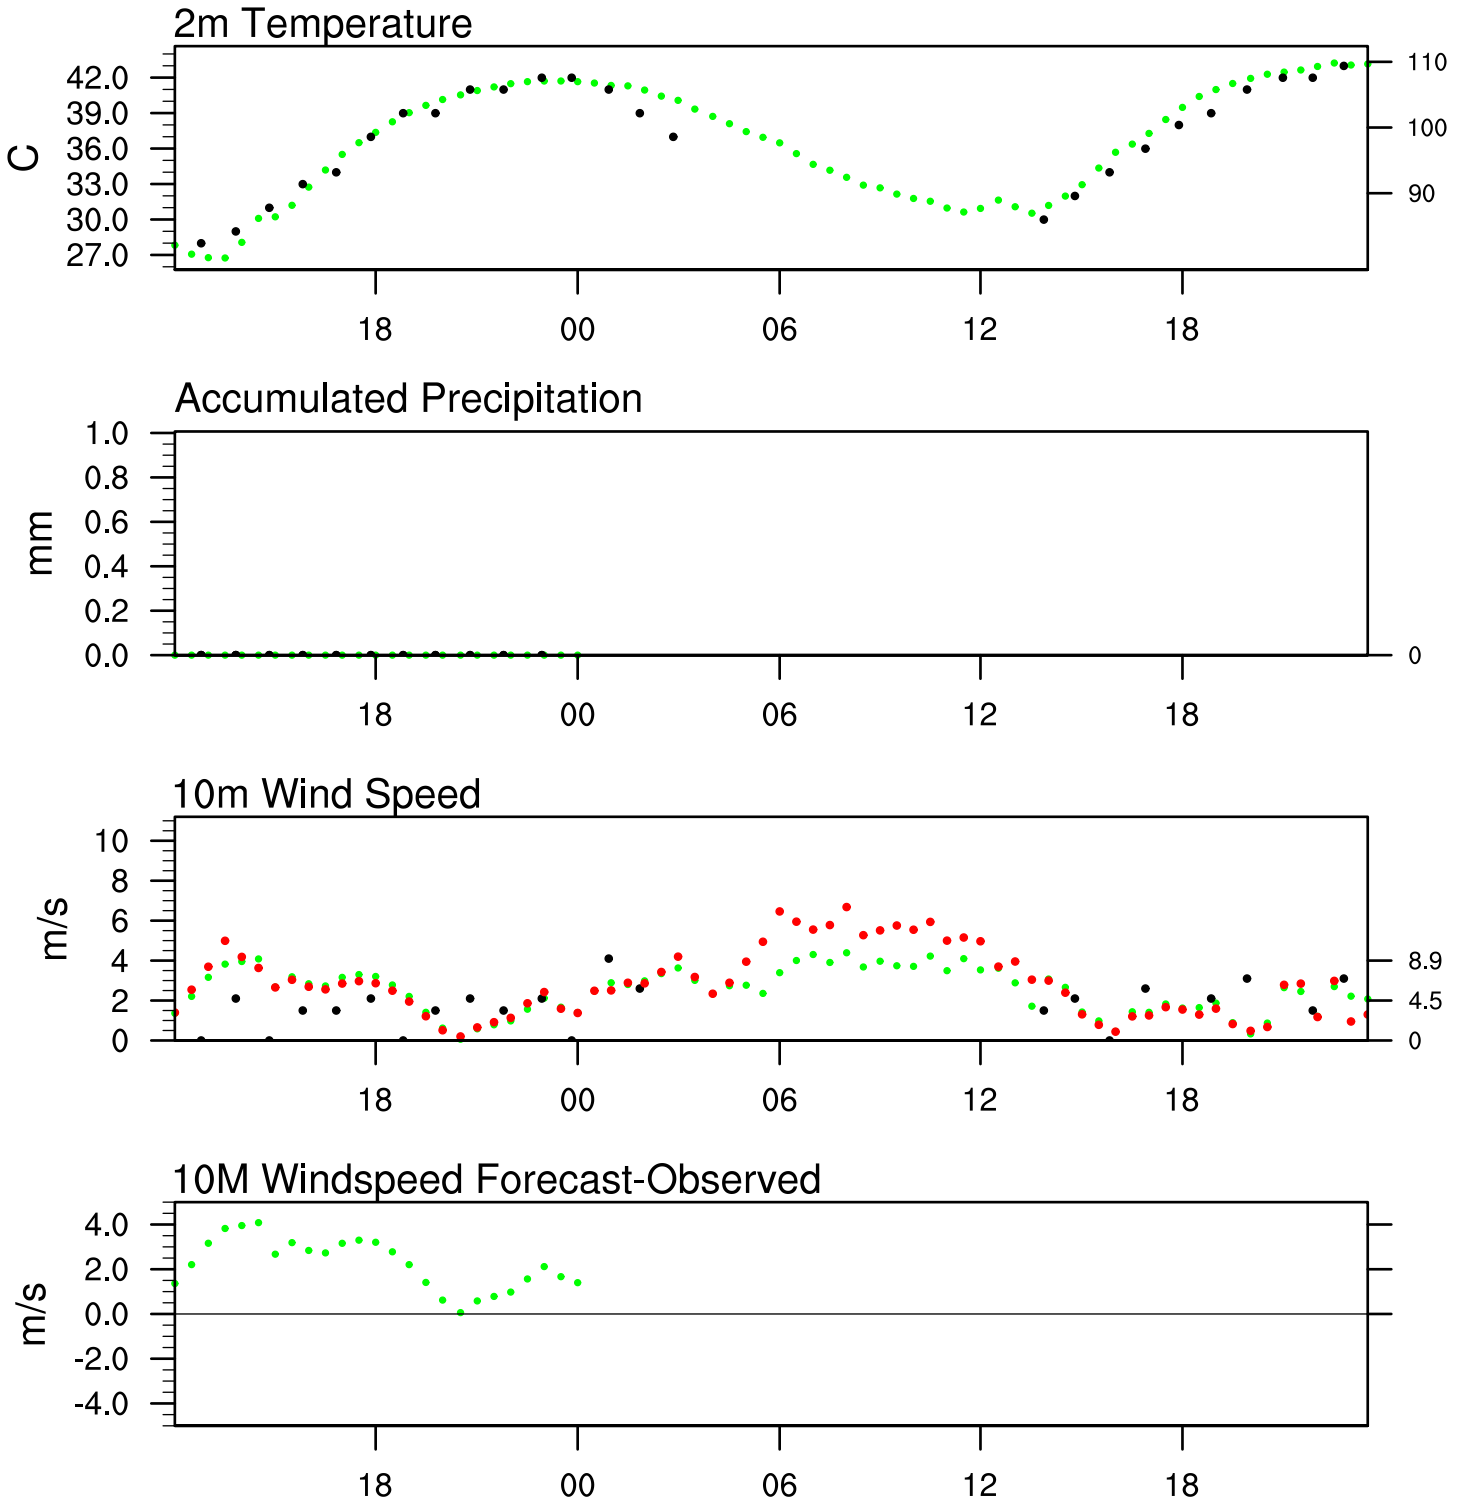 2m Temperature
42.0
39.0
36.0
33.0
30.0
27.0
C
110
100
90
18 00 06 12 18
Accumulated Precipitation
1.0
0.8
0.6
0.4
0.2
0.0
mm
0
18 00 06 12 18
10m Wind Speed
10
8
6
4
2
0
m/s
8.9
4.5
0
18 00 06 12 18
10M Windspeed Forecast-Observed
4.0
2.0
0.0
-2.0
-4.0
m/s
18 00 06 12 18